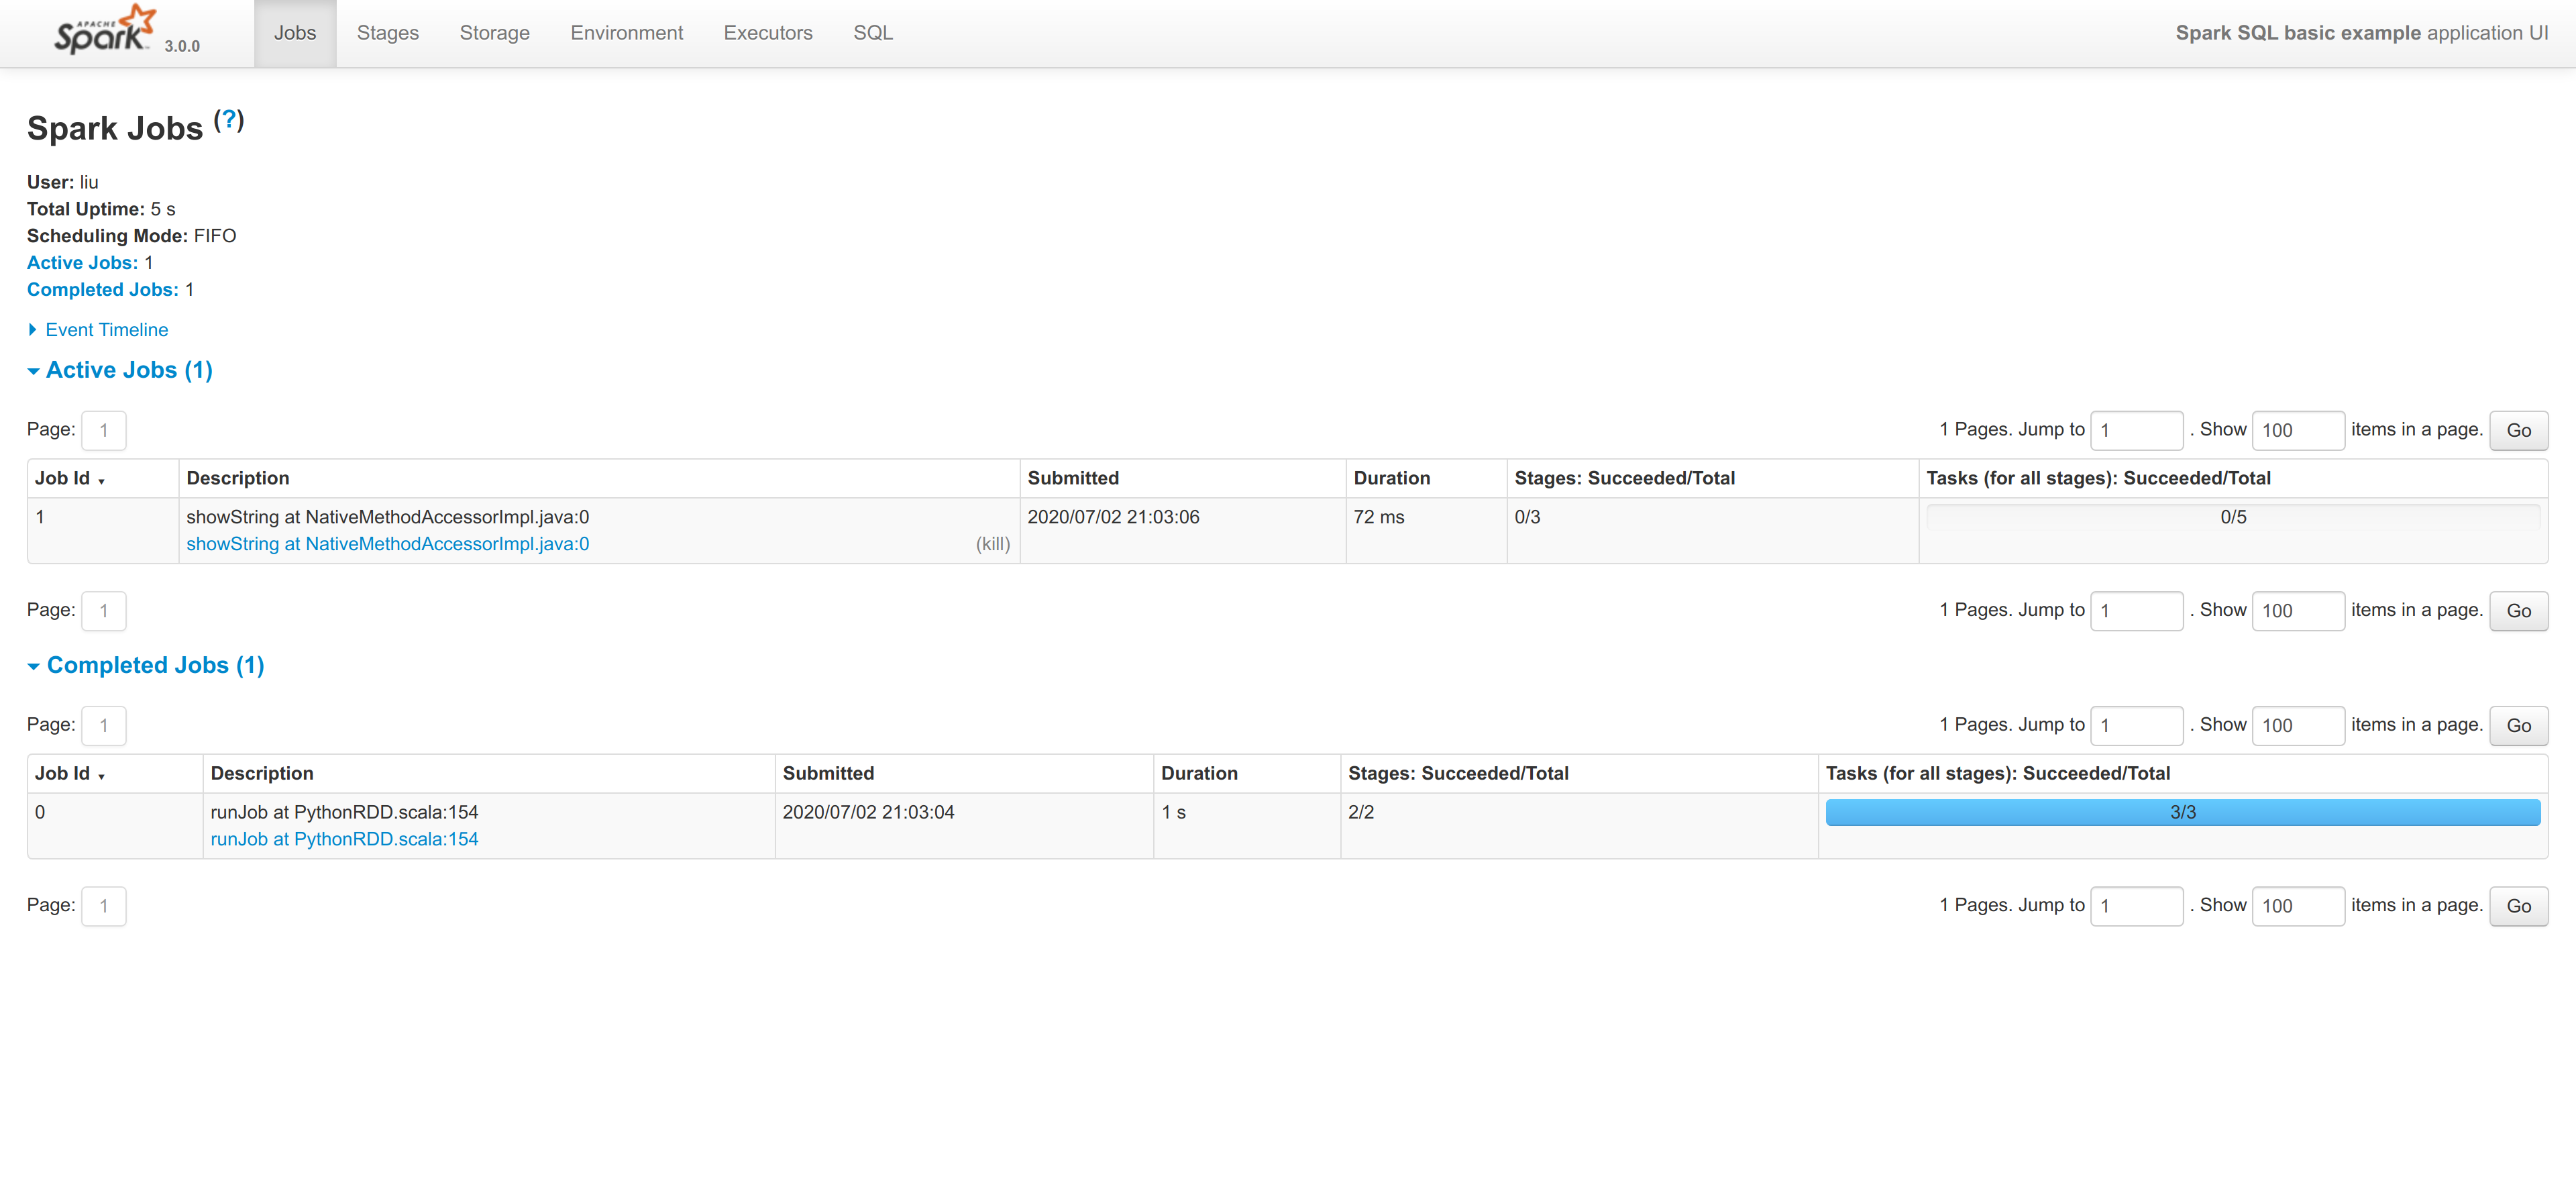 APACHE
Spark 3.0.0 Jobs Stages Storage Environment Executors SQL Spark SQL basic example application UI
Spark Jobs (?)
User: liu
Total Uptime: 5 s
Scheduling Mode: FIFO
Active Jobs: 1
Completed Jobs: 1
Event Timeline
Active Jobs (1)
Page: 1 1 Pages. Jump to 1 . Show 100 items in a page. Go
Job Id ▾ Description Submitted Duration Stages: Succeeded/Total Tasks (for all stages): Succeeded/Total
1 showString at NativeMethodAccessorImpl.java:0 2020/07/02 21:03:06 72 ms 0/3 0/5
showString at NativeMethodAccessorImpl.java:0 (kill)
Page: 1 1 Pages. Jump to 1 . Show 100 items in a page. Go
Completed Jobs (1)
Page: 1 1 Pages. Jump to 1 . Show 100 items in a page. Go
Job Id ▾ Description Submitted Duration Stages: Succeeded/Total Tasks (for all stages): Succeeded/Total
0 runJob at PythonRDD.scala:154 2020/07/02 21:03:04 1 s 2/2 3/3
runJob at PythonRDD.scala:154
Page: 1 1 Pages. Jump to 1 . Show 100 items in a page. Go